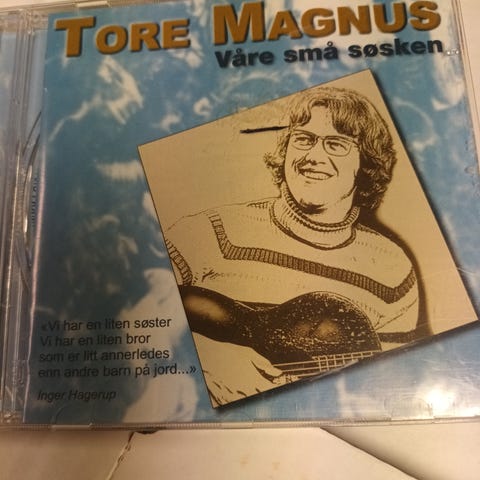 TORE MAGNUS
Våre små søsken...
«Vi har en liten søster
Vi har en liten bror
som er litt annerledes
enn andre barn på jord...»
Inger Hagerup